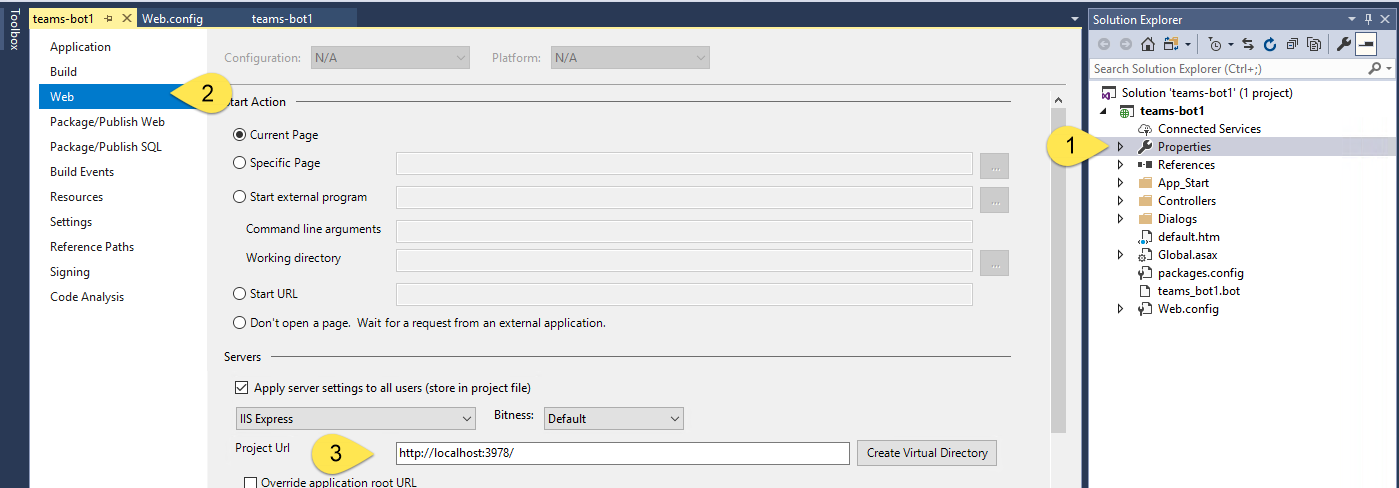 Toolbox
teams-bot1
Web.config
teams-bot1
Application
Build
Web
Package/Publish Web
Package/Publish SQL
Build Events
Resources
Settings
Reference Paths
Signing
Code Analysis
2
Configuration: N/A
Platform: N/A
tart Action
Current Page
Specific Page
...
Start external program
...
Command line arguments
Working directory
...
Start URL
Don't open a page. Wait for a request from an external application.
Servers
Apply server settings to all users (store in project file)
IIS Express
Bitness: Default
Project Url
3
http://localhost:3978/
Create Virtual Directory
Override application root URL
Solution Explorer
Search Solution Explorer (Ctrl+;)
Solution 'teams-bot1' (1 project)
teams-bot1
Connected Services
1
Properties
References
App_Start
Controllers
Dialogs
default.htm
Global.asax
packages.config
teams_bot1.bot
Web.config